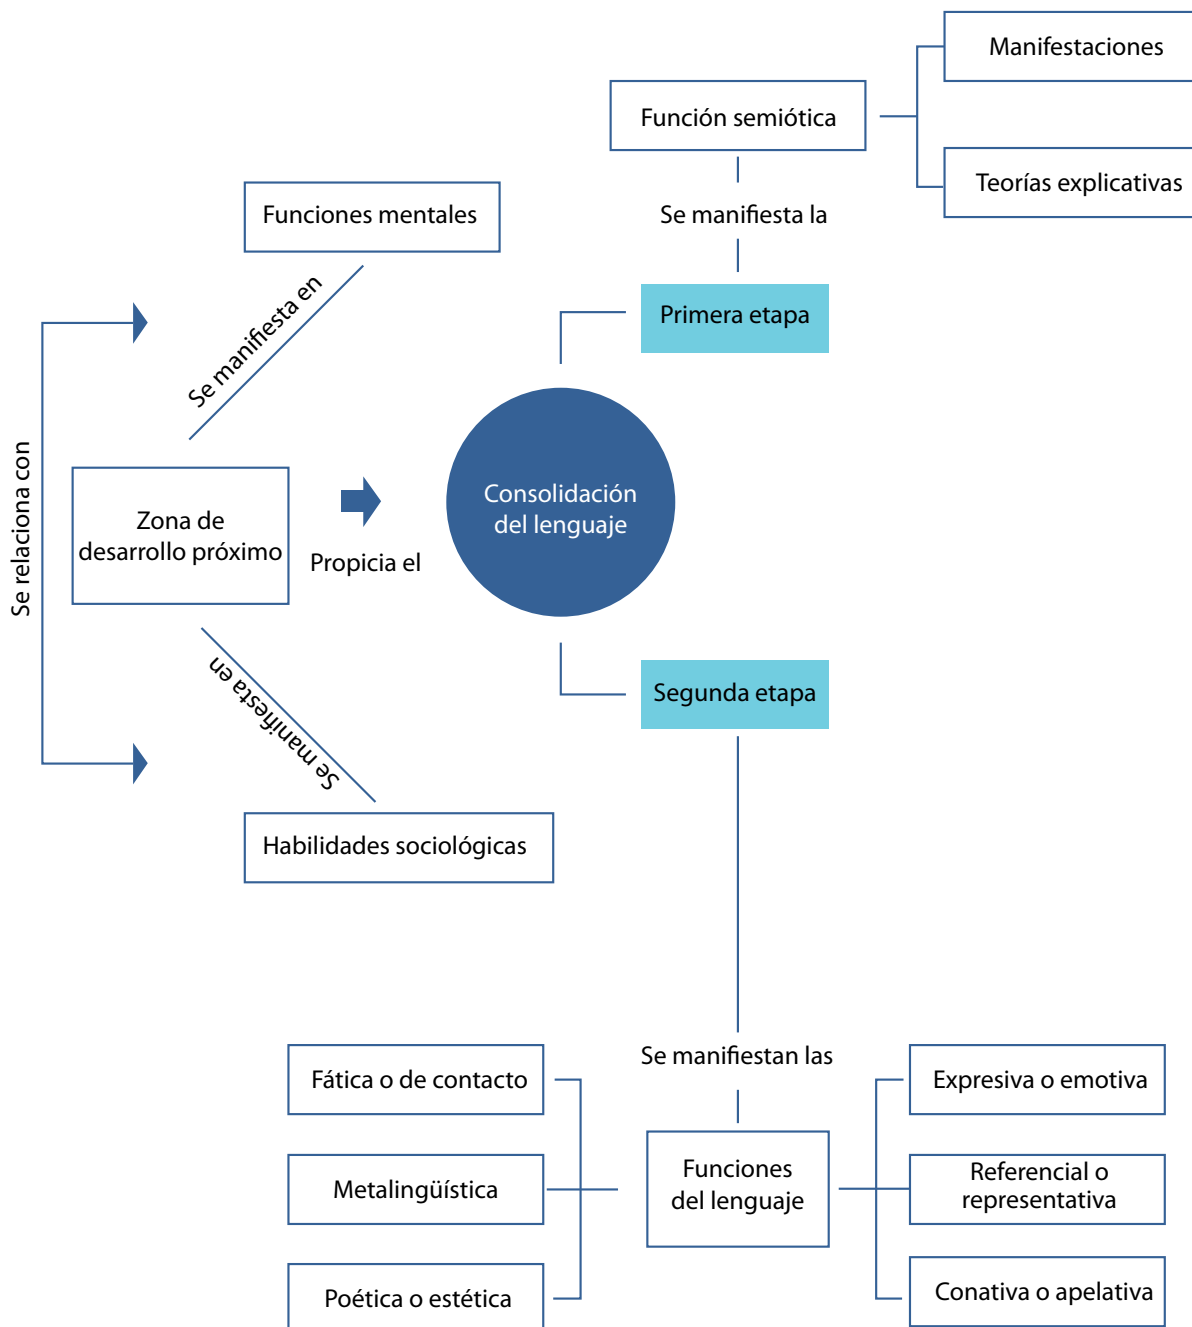 Manifestaciones
Función semiótica
Teorías explicativas
Se manifiesta la
Funciones mentales
Primera etapa
Se manifiesta en
Se relaciona con
Zona de
desarrollo próximo
Propicia el
Consolidación
del lenguaje
Segunda etapa
Se manifiesta en
Habilidades sociológicas
Se manifiestan las
Fática o de contacto
Metalingüística
Poética o estética
Funciones
del lenguaje
Expresiva o emotiva
Referencial o
representativa
Conativa o apelativa